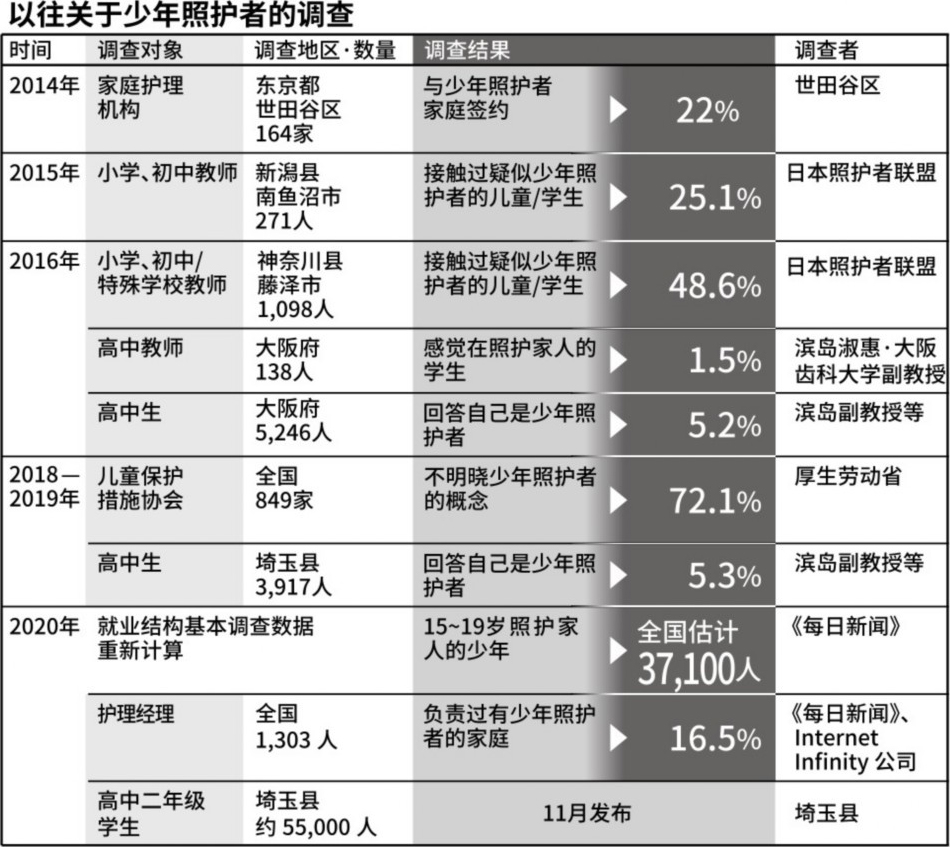 以往关于少年照护者的调查
时间 调查对象 调查地区·数量 调查结果 调查者
2014年 家庭护理 东京都 与少年照护者 22% 世田谷区
机构 世田谷区 家庭签约
164家
2015年 小学、初中教师 新潟县 接触过疑似少年照 25.1% 日本照护者联盟
南鱼沼市 护者的儿童/学生
271人
2016年 小学、初中/ 神奈川县 接触过疑似少年照 48.6% 日本照护者联盟
特殊学校教师 藤泽市 护者的儿童/学生
1,098人
高中教师 大阪府 感觉在照护家人的 1.5% 滨岛淑惠·大阪
138人 学生 齿科大学副教授
高中生 大阪府 回答自己是少年照 5.2% 滨岛副教授等
5,246人 护者
2018— 儿童保护 全国 不明晓少年照护者 72.1% 厚生劳动省
2019年 措施协会 849家 的概念
高中生 埼玉县 回答自己是少年照 5.3% 滨岛副教授等
3,917人 护者
2020年 就业结构基本调查数据 15~19岁照护家 全国估计 《每日新闻》
重新计算 人的少年 37,100人
护理经理 全国 负责过有少年照护 16.5% 《每日新闻》、
1,303 人 者的家庭 Internet
Infinity 公司
高中二年级 埼玉县 11月发布 埼玉县
学生 约 55,000 人